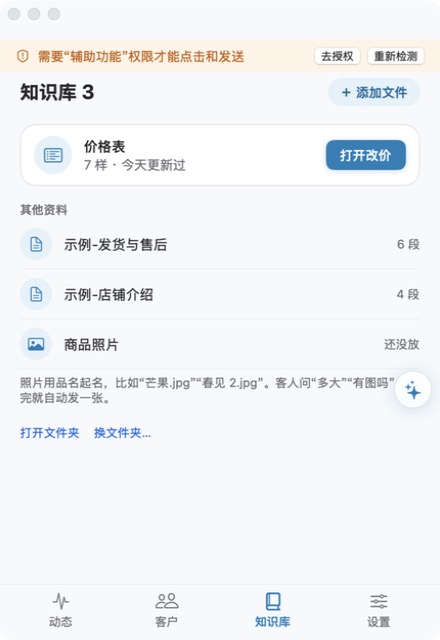 需要“辅助功能”权限才能点击和发送
去授权
重新检测
知识库 3
+ 添加文件
价格表
7 样 · 今天更新过
打开改价
其他资料
示例-发货与售后
6 段
示例-店铺介绍
4 段
商品照片
还没放
照片用品名起名，比如“芒果.jpg”“春见 2.jpg”。客人问“多大”“有图吗”
完就自动发一张。
打开文件夹
换文件夹…
动态
客户
知识库
设置